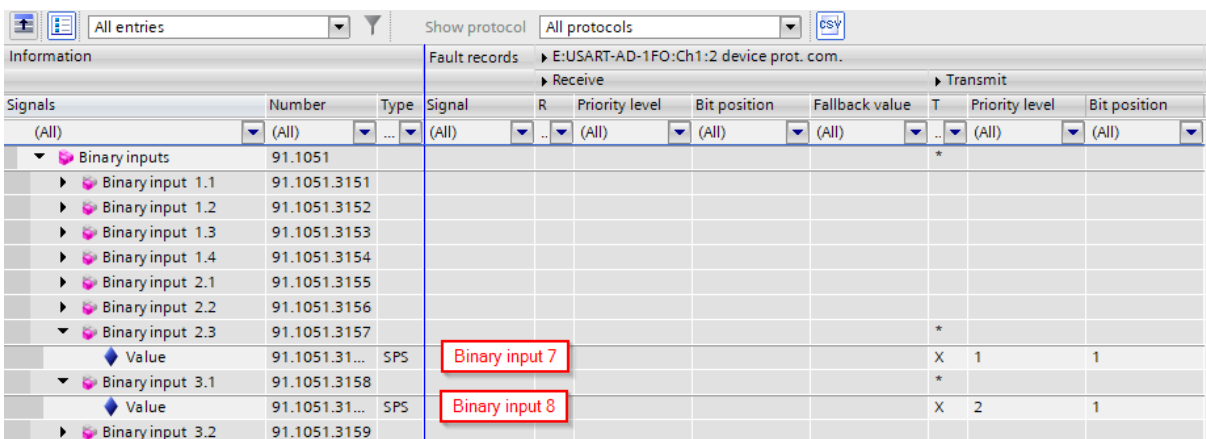 All entries Show protocol All protocols CSV
Information Fault records E:USART-AD-1FO:Ch1:2 device prot. com.
Receive Transmit
Signals Number Type Signal R Priority level Bit position Fallback value T Priority level Bit position
(All) (All) ... (All) .. (All) (All) (All) .. (All) (All)
Binary inputs 91.1051 *
Binary input 1.1 91.1051.3151
Binary input 1.2 91.1051.3152
Binary input 1.3 91.1051.3153
Binary input 1.4 91.1051.3154
Binary input 2.1 91.1051.3155
Binary input 2.2 91.1051.3156
Binary input 2.3 91.1051.3157 *
Value 91.1051.31... SPS Binary input 7 X 1 1
Binary input 3.1 91.1051.3158 *
Value 91.1051.31... SPS Binary input 8 X 2 1
Binary input 3.2 91.1051.3159